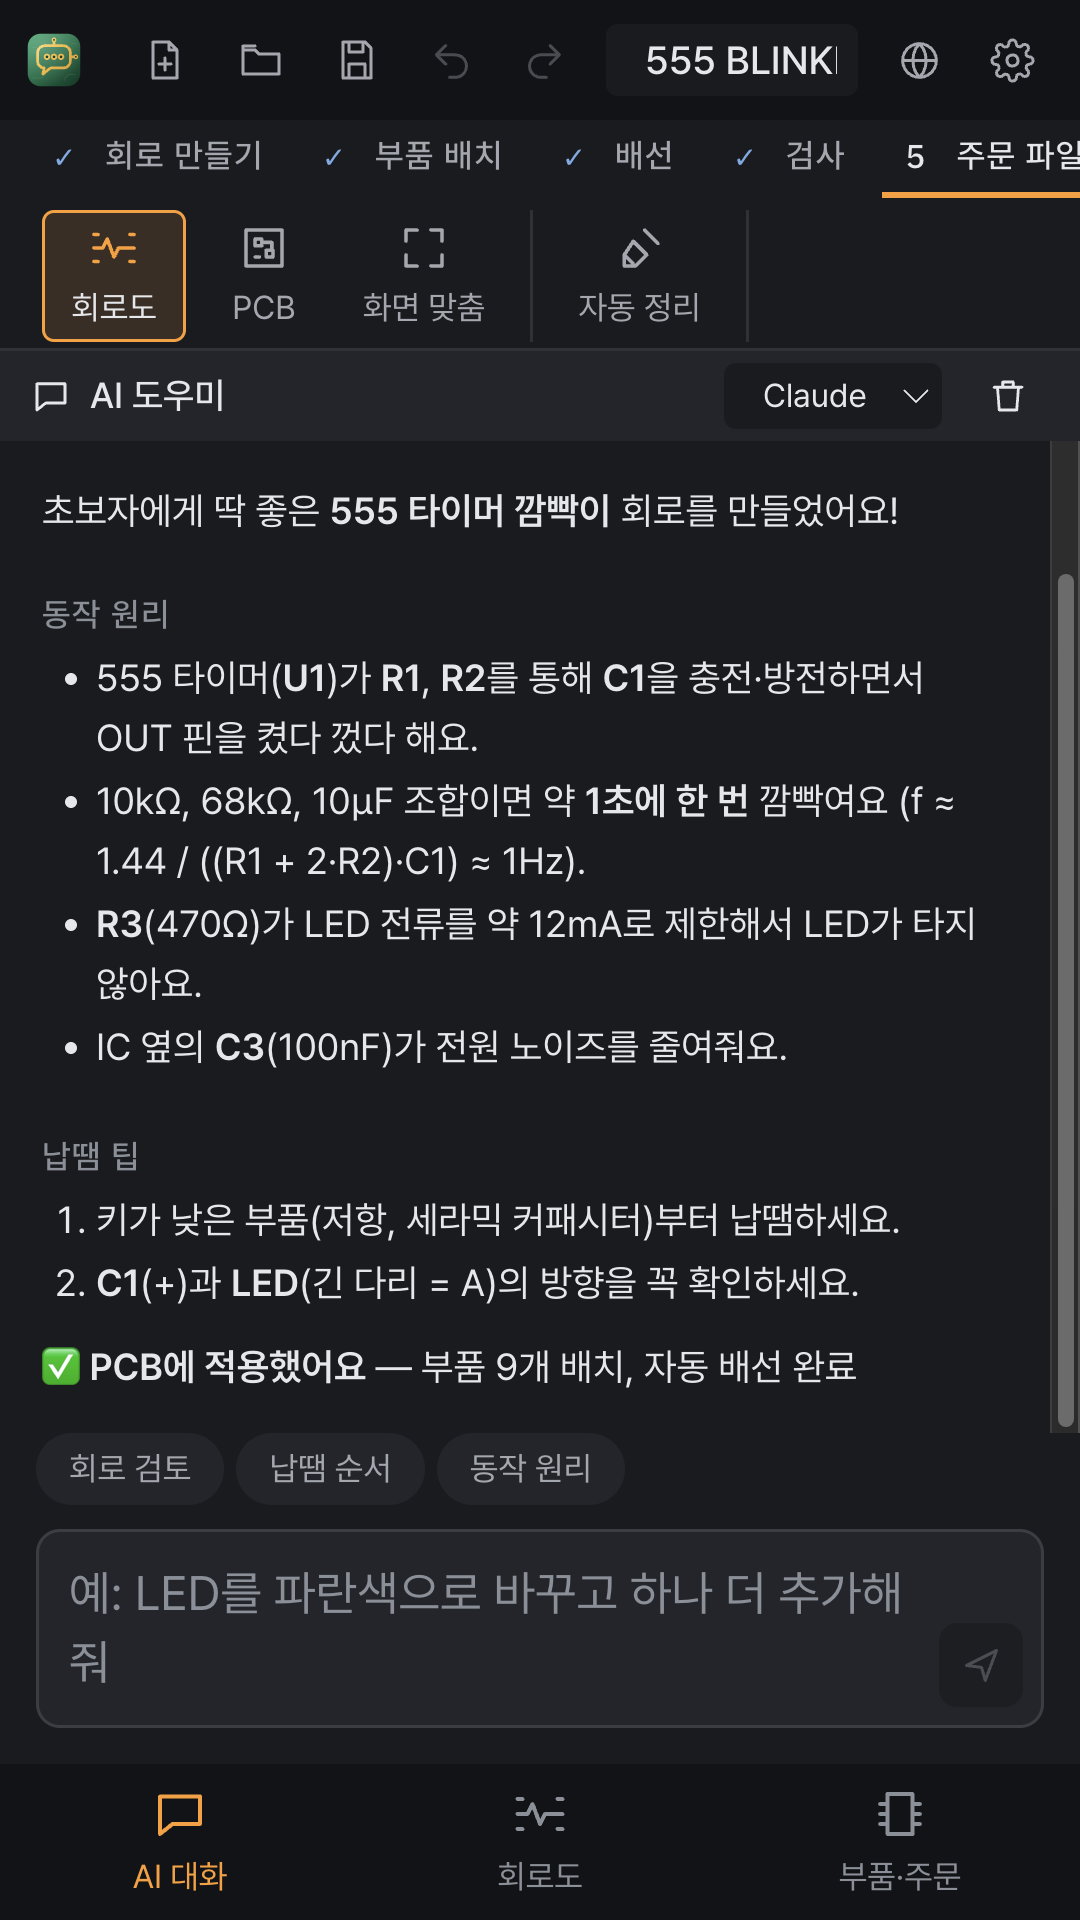 555 BLINK
✓ 회로 만들기 ✓ 부품 배치 ✓ 배선 ✓ 검사 5 주문 파일
회로도 PCB 화면 맞춤 자동 정리
AI 도우미 Claude
초보자에게 딱 좋은 555 타이머 깜빡이 회로를 만들었어요!
동작 원리
• 555 타이머(U1)가 R1, R2를 통해 C1을 충전·방전하면서
OUT 핀을 켰다 껐다 해요.
• 10kΩ, 68kΩ, 10µF 조합이면 약 1초에 한 번 깜빡여요 (f ≈
1.44 / ((R1 + 2·R2)·C1) ≈ 1Hz).
• R3(470Ω)가 LED 전류를 약 12mA로 제한해서 LED가 타지
않아요.
• IC 옆의 C3(100nF)가 전원 노이즈를 줄여줘요.
납땜 팁
1. 키가 낮은 부품(저항, 세라믹 커패시터)부터 납땜하세요.
2. C1(+)과 LED(긴 다리 = A)의 방향을 꼭 확인하세요.
✅ PCB에 적용했어요 — 부품 9개 배치, 자동 배선 완료
회로 검토 납땜 순서 동작 원리
예: LED를 파란색으로 바꾸고 하나 더 추가해
줘
AI 대화 회로도 부품·주문